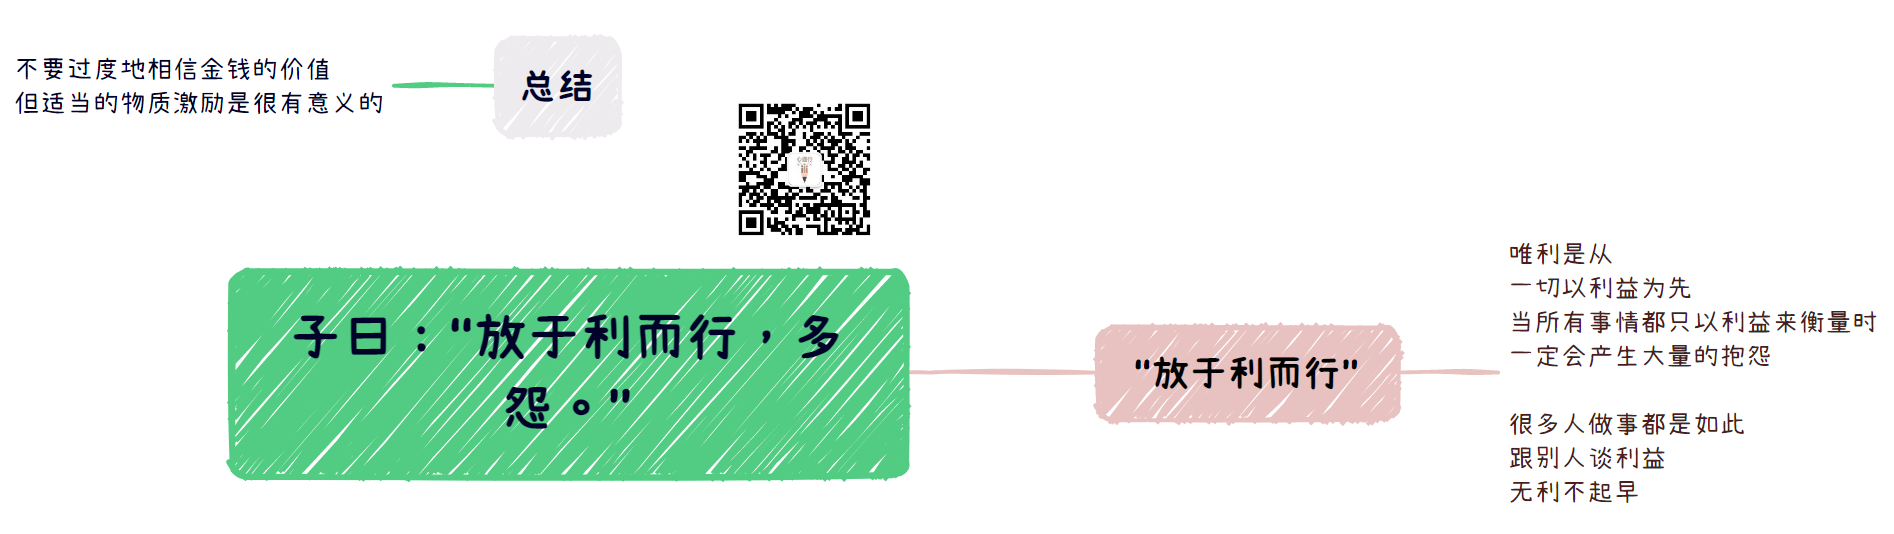 不要过度地相信金钱的价值
但适当的物质激励是很有意义的
总结
子曰："放于利而行，多
怨。"
"放于利而行"
唯利是从
一切以利益为先
当所有事情都只以利益来衡量时
一定会产生大量的抱怨
很多人做事都是如此
跟别人谈利益
无利不起早